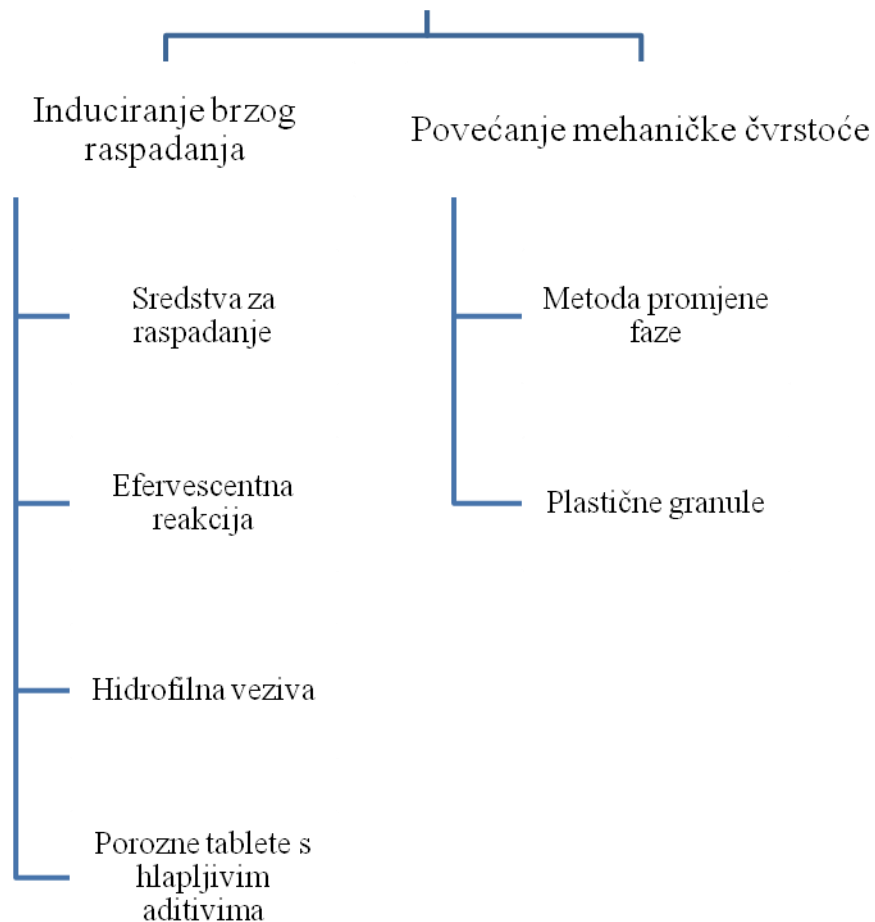 Induciranje brzog
raspadanja
Povećanje mehaničke čvrstoće
Sredstva za
raspadanje
Metoda promjene
faze
Efervescentna
reakcija
Plastične granule
Hidrofilna veziva
Porozne tablete s
hlapljivim
aditivima